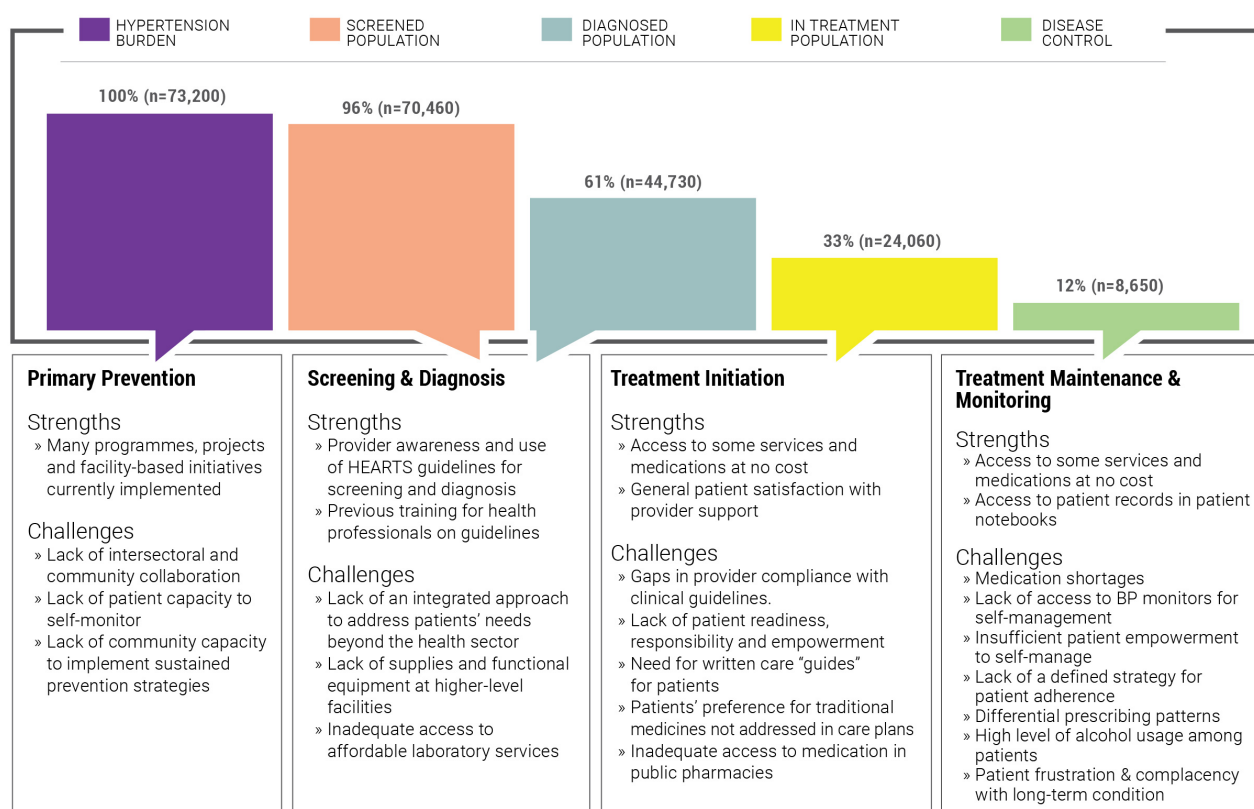 HYPERTENSION
BURDEN
SCREENED
POPULATION
DIAGNOSED
POPULATION
IN TREATMENT
POPULATION
DISEASE
CONTROL
100% (n=73,200)
96% (n=70,460)
61% (n=44,730)
33% (n=24,060)
12% (n=8,650)
Primary Prevention
Strengths
» Many programmes, projects
and facility-based initiatives
currently implemented
Challenges
» Lack of intersectoral and
community collaboration
» Lack of patient capacity to
self-monitor
» Lack of community capacity
to implement sustained
prevention strategies
Screening & Diagnosis
Strengths
» Provider awareness and use
of HEARTS guidelines for
screening and diagnosis
» Previous training for health
professionals on guidelines
Challenges
» Lack of an integrated approach
to address patients’ needs
beyond the health sector
» Lack of supplies and functional
equipment at higher-level
facilities
» Inadequate access to
affordable laboratory services
Treatment Initiation
Strengths
» Access to some services and
medications at no cost
» General patient satisfaction with
provider support
Challenges
» Gaps in provider compliance with
clinical guidelines.
» Lack of patient readiness,
responsibility and empowerment
» Need for written care “guides”
for patients
» Patients’ preference for traditional
medicines not addressed in care plans
» Inadequate access to medication in
public pharmacies
Treatment Maintenance &
Monitoring
Strengths
» Access to some services and
medications at no cost
» Access to patient records in patient
notebooks
Challenges
» Medication shortages
» Lack of access to BP monitors for
self-management
» Insufficient patient empowerment
to self-manage
» Lack of a defined strategy for
patient adherence
» Differential prescribing patterns
» High level of alcohol usage among
patients
» Patient frustration & complacency
with long-term condition